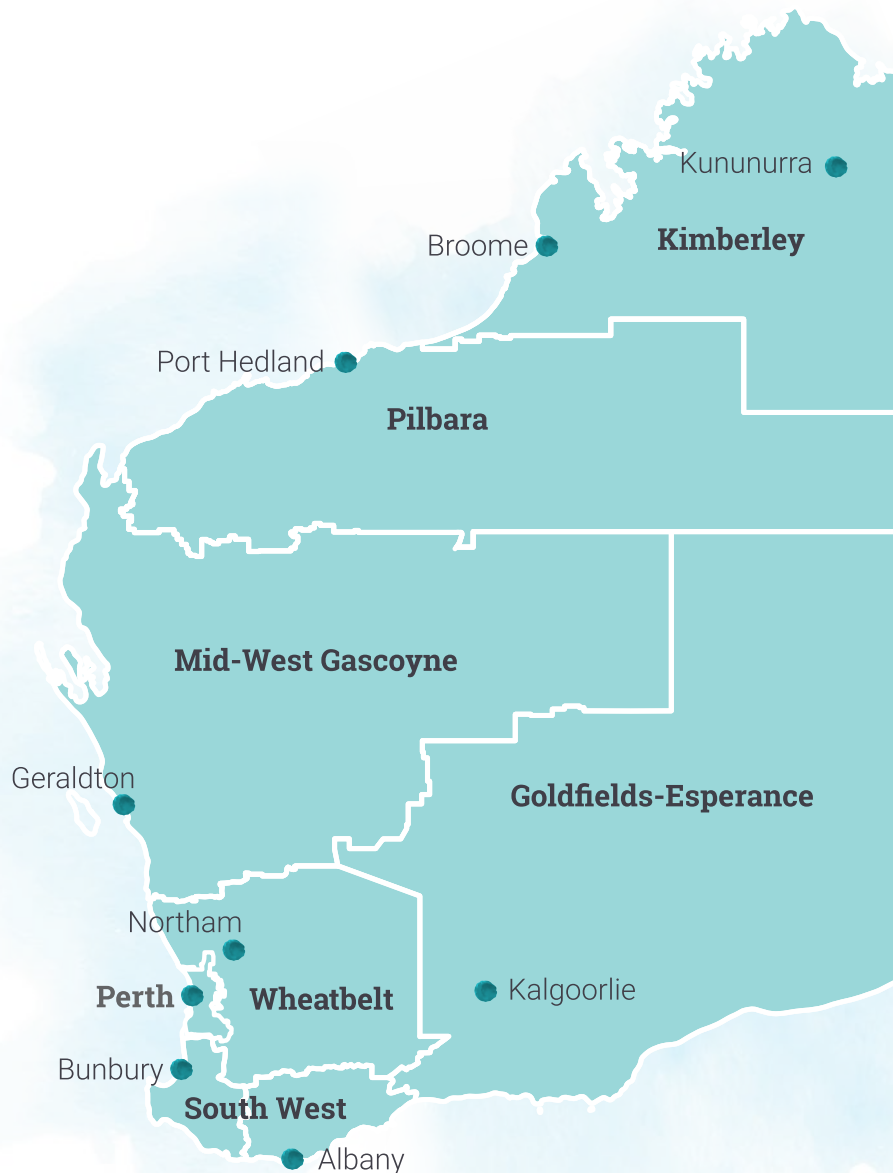 Kununurra
Kimberley
Broome
Port Hedland
Pilbara
Mid-West Gascoyne
Geraldton
Goldfields-Esperance
Northam
Perth
Wheatbelt
Kalgoorlie
Bunbury
South West
Albany